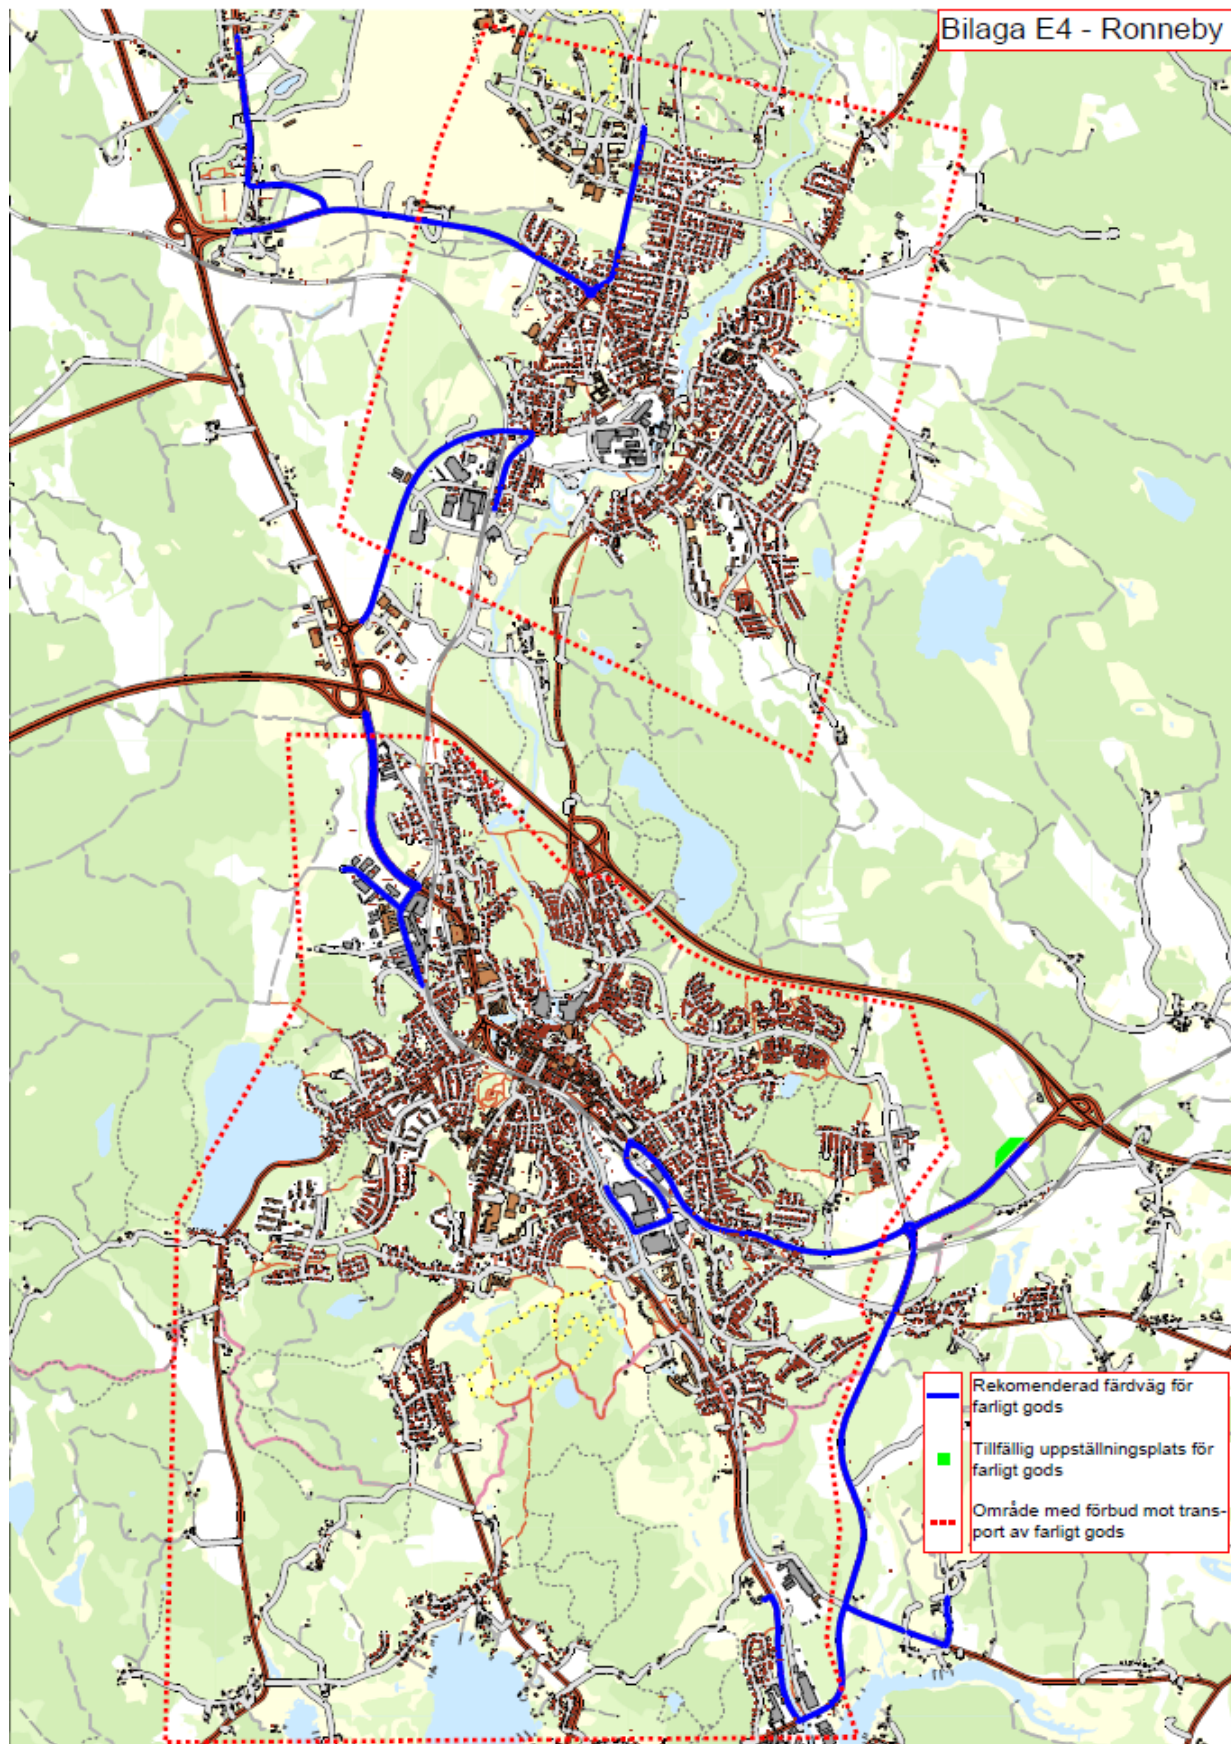 Bilaga E4 - Ronneby
Rekomenderad färdväg för
farligt gods
Tillfällig uppställningsplats för
farligt gods
Område med förbud mot trans-
port av farligt gods